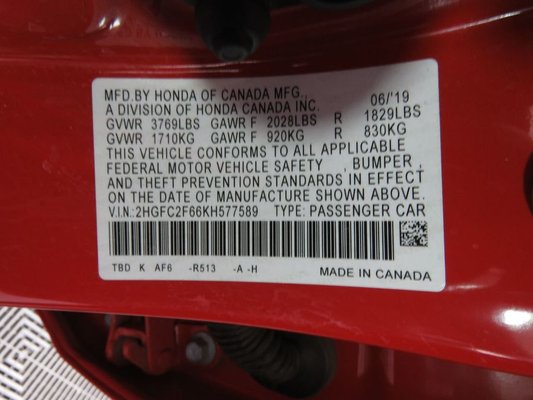 MFD.BY HONDA OF CANADA MFG., 06/'19
A DIVISION OF HONDA CANADA INC.
GVWR 3769LBS GAWR F 2028LBS R 1829LBS
GVWR 1710KG GAWR F 920KG R 830KG
THIS VEHICLE CONFORMS TO ALL APPLICABLE
FEDERAL MOTOR VEHICLE SAFETY , BUMPER ,
AND THEFT PREVENTION STANDARDS IN EFFECT
ON THE DATE OF MANUFACTURE SHOWN ABOVE.
V.I.N.:2HGFC2F66KH577589 TYPE: PASSENGER CAR
TBD K AF6 -R513 -A -H MADE IN CANADA